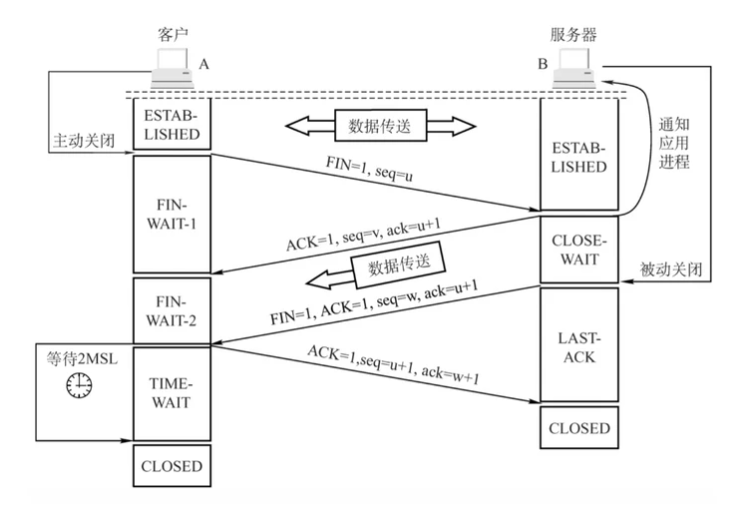 客户
服务器
A
B
ESTAB-
LISHED
数据传送
ESTAB-
LISHED
通知
应用
进程
主动关闭
FIN=1, seq=u
FIN-
WAIT-1
ACK=1, seq=v, ack=u+1
CLOSE-
WAIT
数据传送
被动关闭
FIN-
WAIT-2
FIN=1, ACK=1, seq=w, ack=u+1
等待2MSL
ACK=1,seq=u+1, ack=w+1
LAST-
ACK
TIME-
WAIT
CLOSED
CLOSED